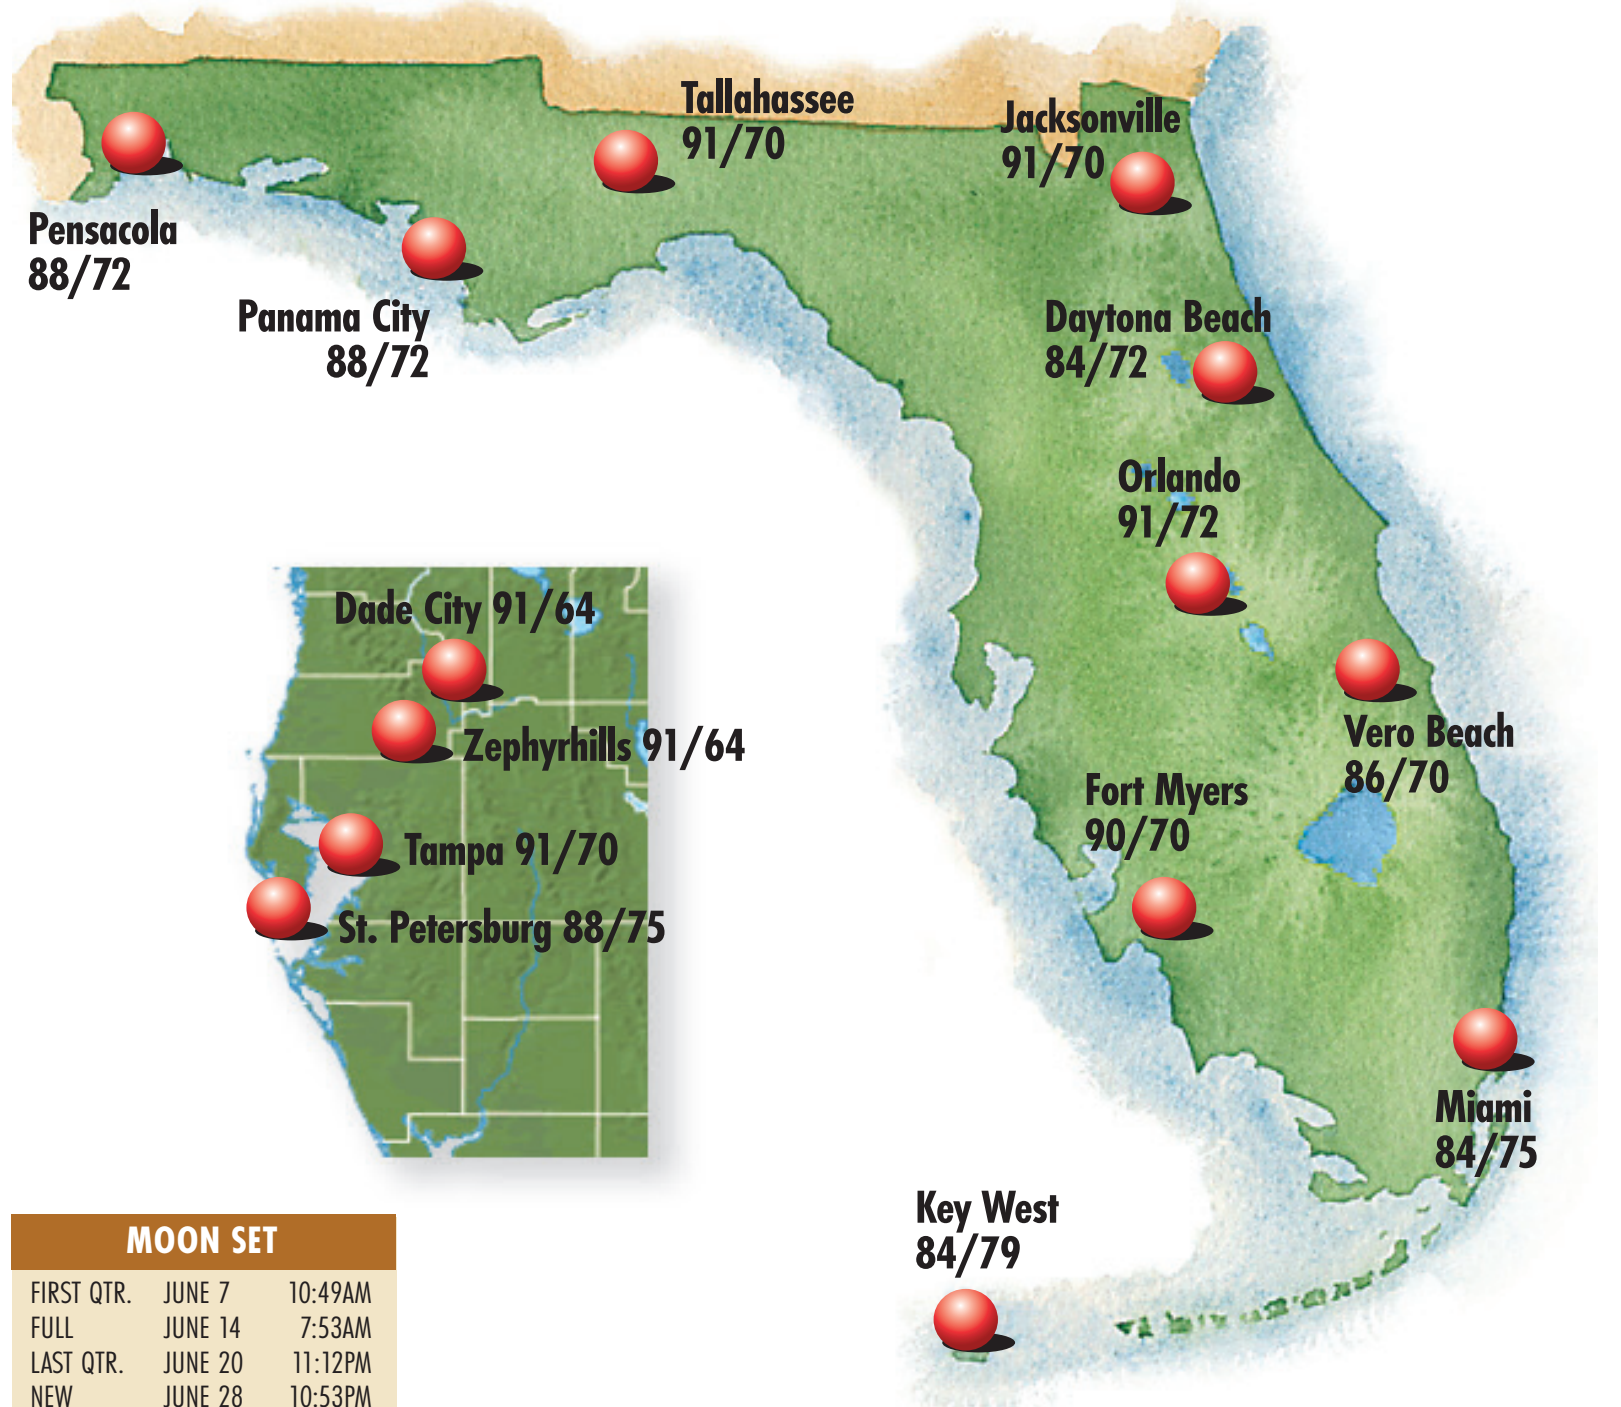 Tallahassee
91/70
Jacksonville
91/70
Pensacola
88/72
Panama City
88/72
Daytona Beach
84/72
Orlando
91/72
Dade City 91/64
Zephyrhills 91/64
Tampa 91/70
St. Petersburg 88/75
Vero Beach
86/70
Fort Myers
90/70
Miami
84/75
Key West
84/79
MOON SET
FIRST QTR. JUNE 7 10:49AM
FULL JUNE 14 7:53AM
LAST QTR. JUNE 20 11:12PM
NEW JUNE 28 10:53PM